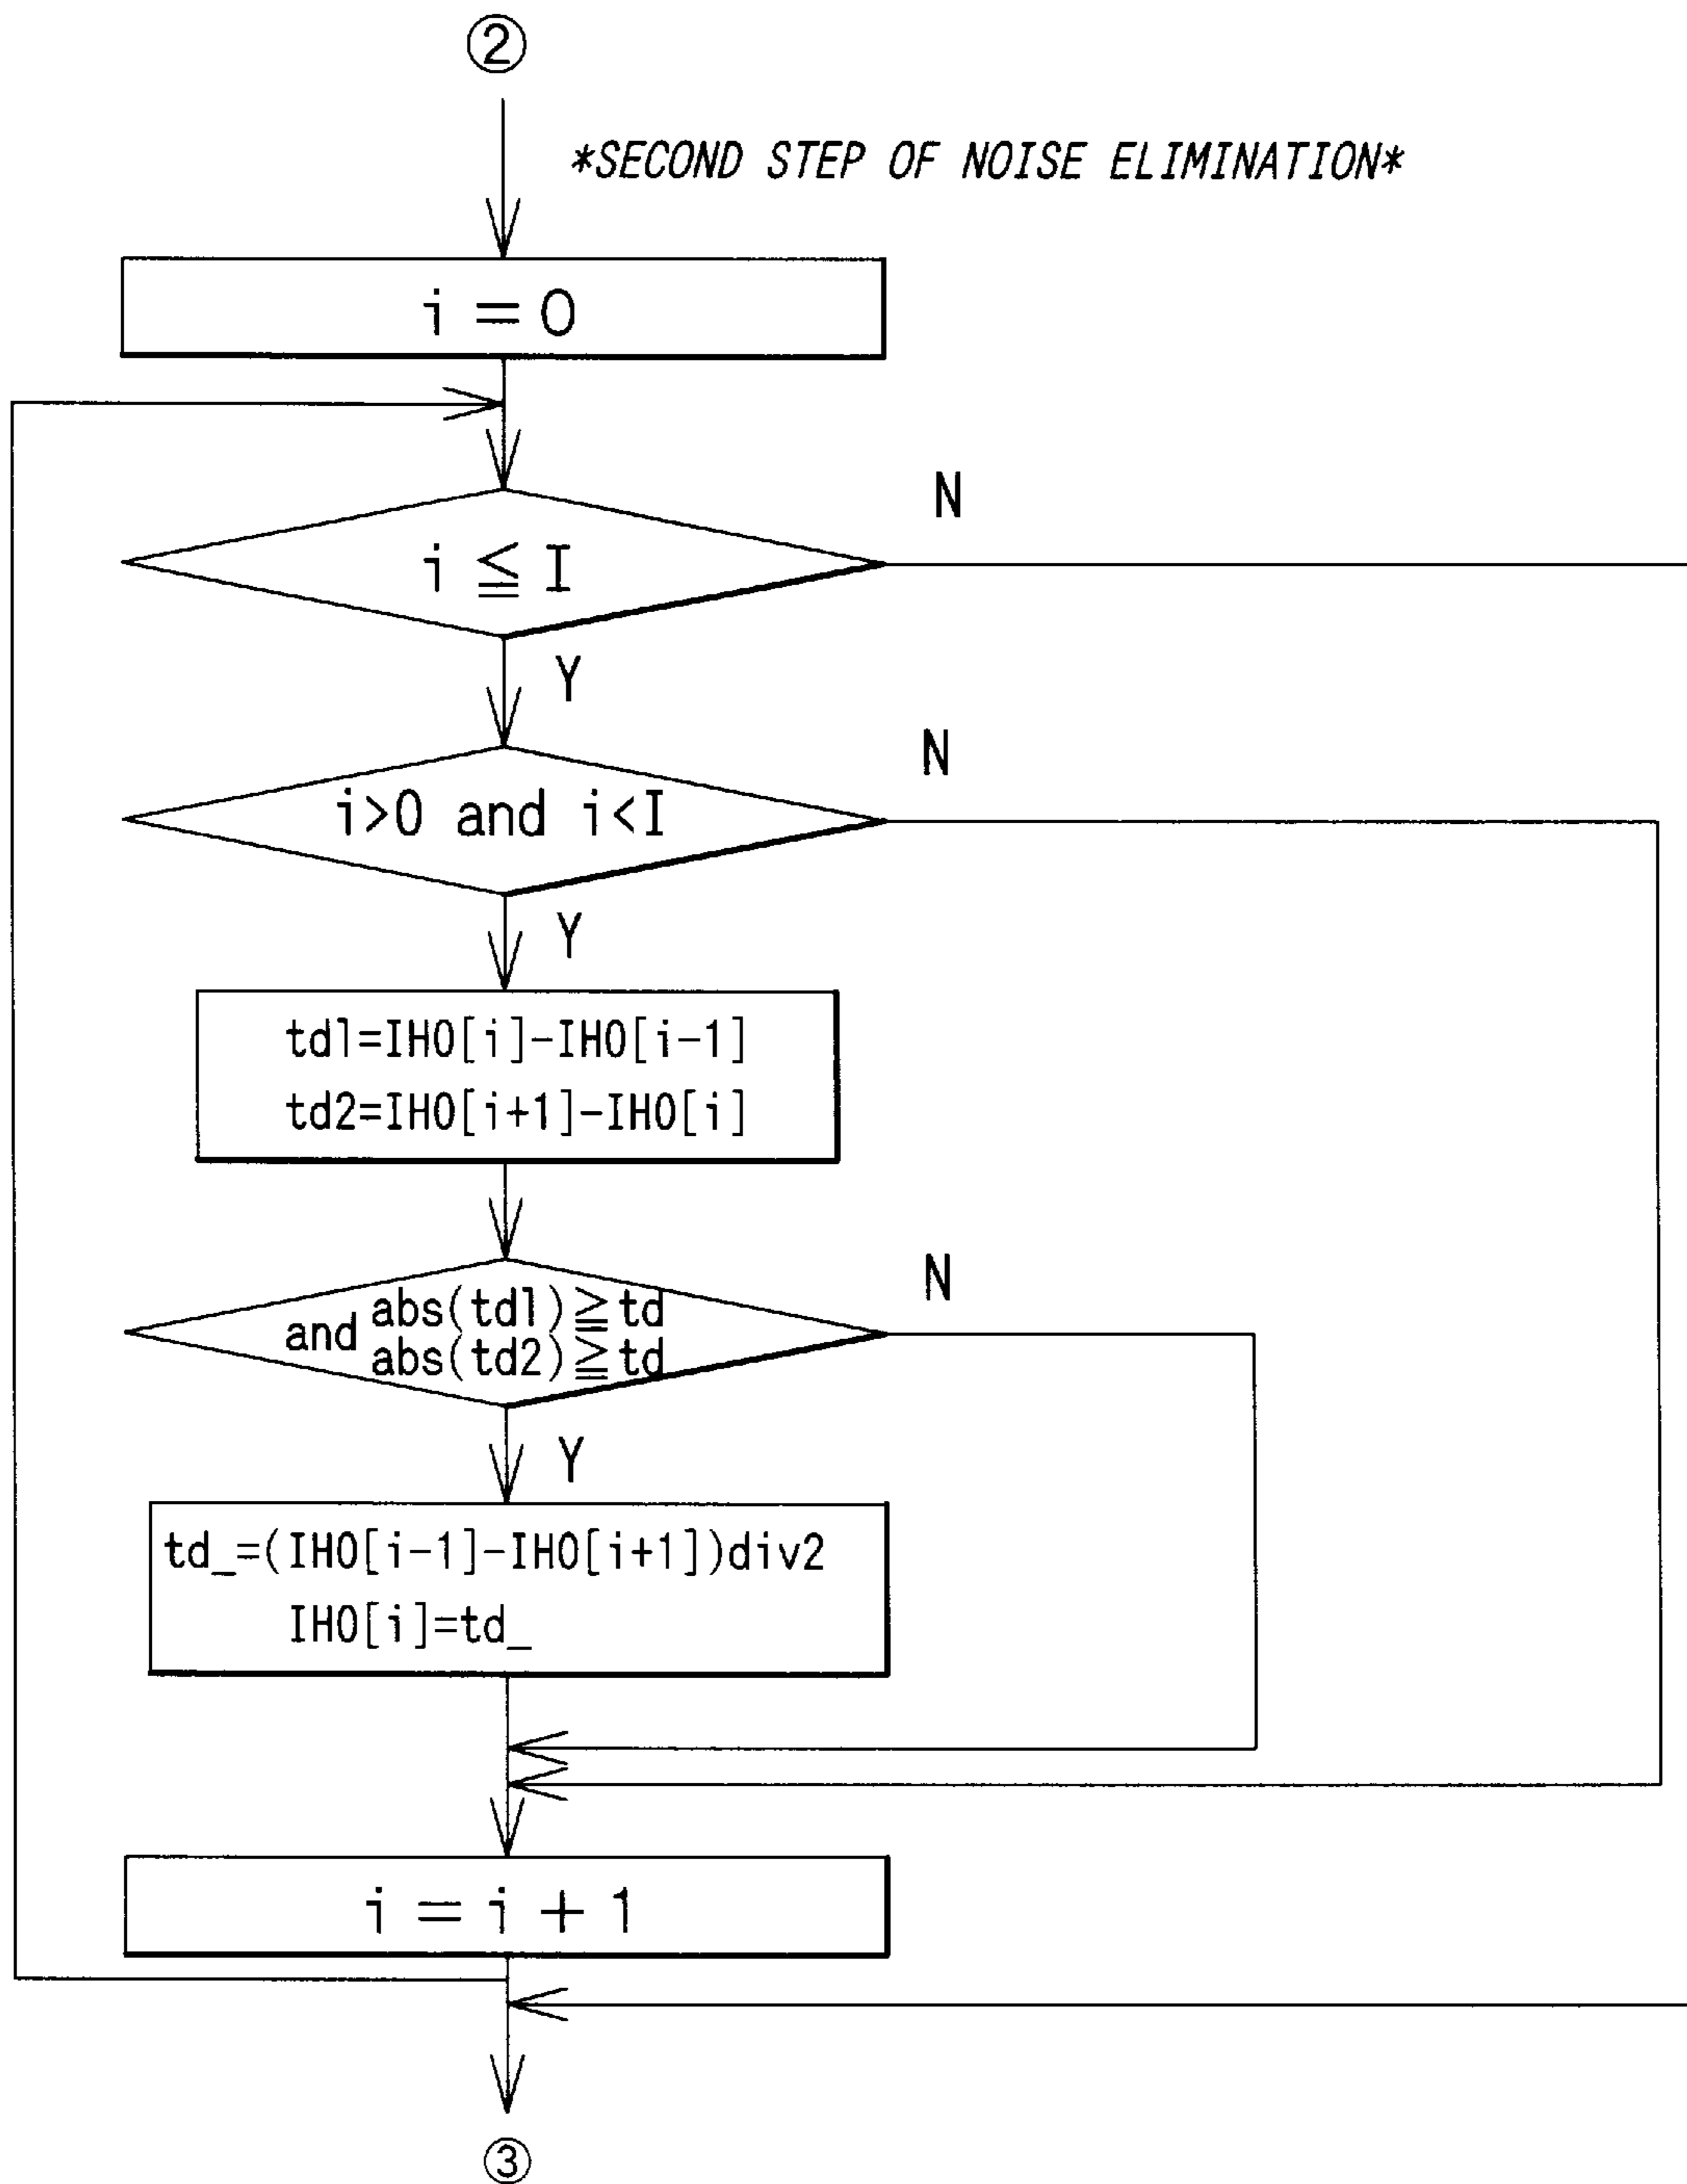 ②
*SECOND STEP OF NOISE ELIMINATION*
i = 0
N
i ≦ I
Y
N
i>0 and i<I
Y
td1=IH0[i]-IH0[i-1]
td2=IH0[i+1]-IH0[i]
N
abs(td1)≧td
and
abs(td2)≧td
Y
td_=(IH0[i-1]-IH0[i+1])div2
IH0[i]=td_
i = i + 1
③